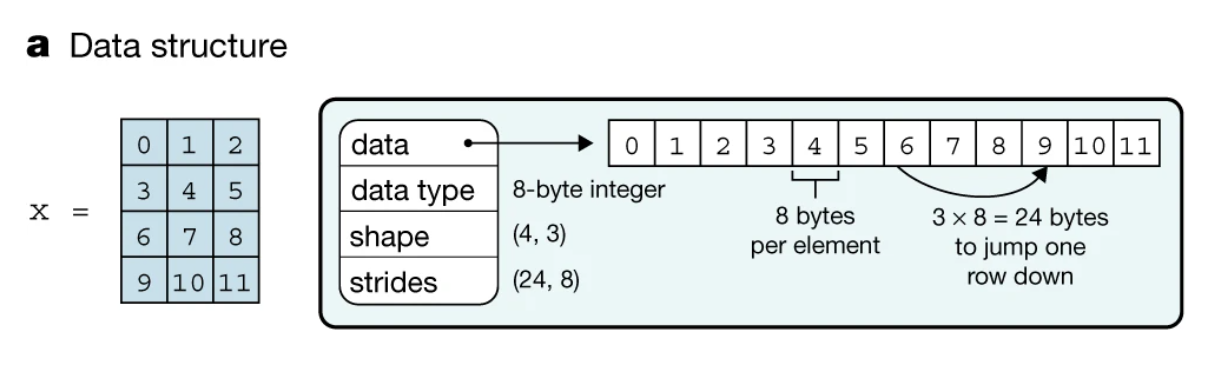 a Data structure
x =
0 1 2
3 4 5
6 7 8
9 10 11
data
data type 8-byte integer
shape (4, 3)
strides (24, 8)
0 1 2 3 4 5 6 7 8 9 10 11
8 bytes
per element
3 × 8 = 24 bytes
to jump one
row down